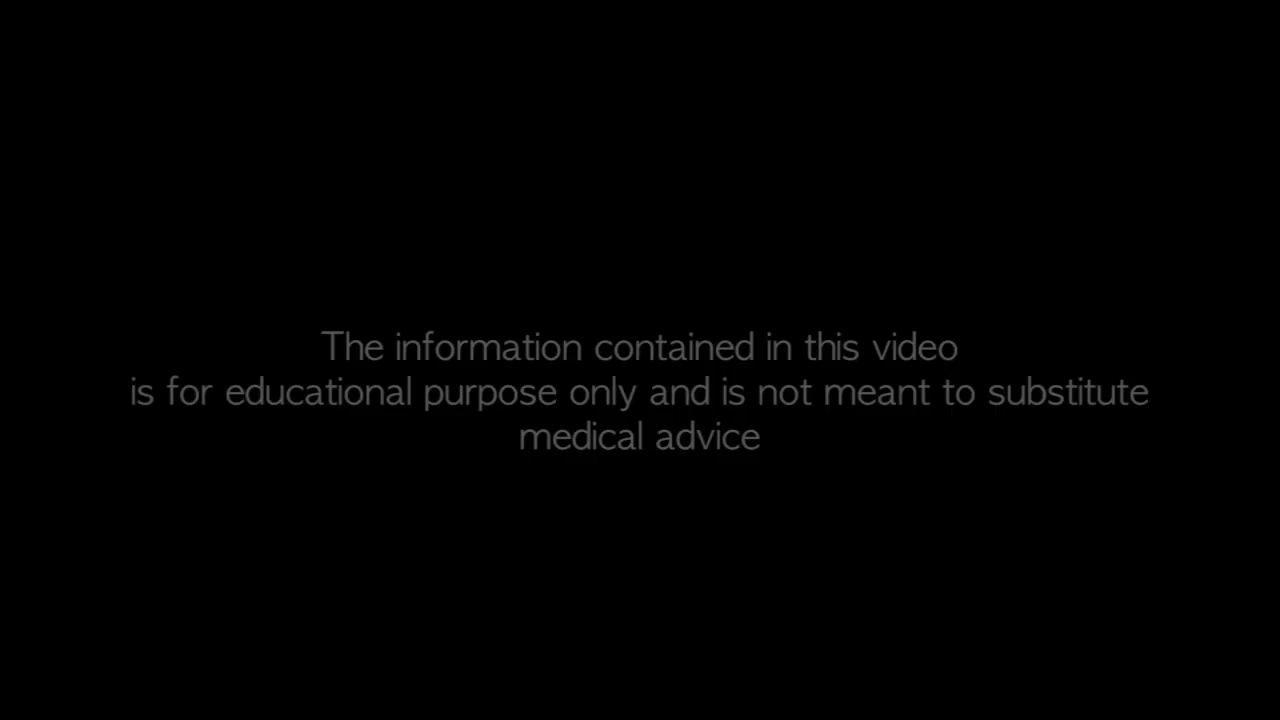 The information contained in this video
is for educational purpose only and is not meant to substitute
medical advice